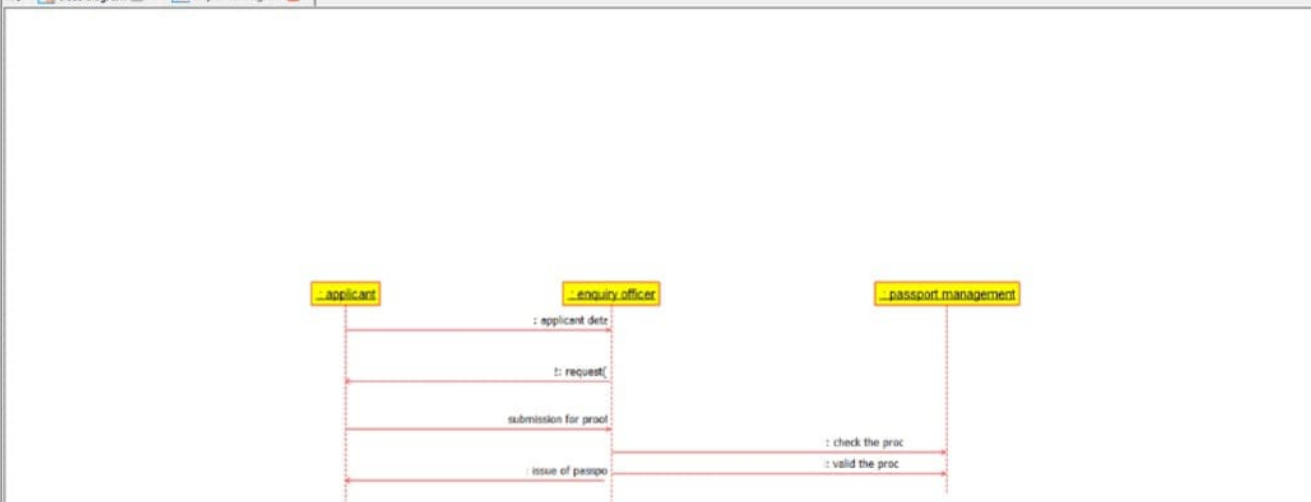 : applicant
: enquiry officer
: passport management
: applicant deta
!: request(
submission for proof
: check the proc
: valid the proc
: issue of passpo